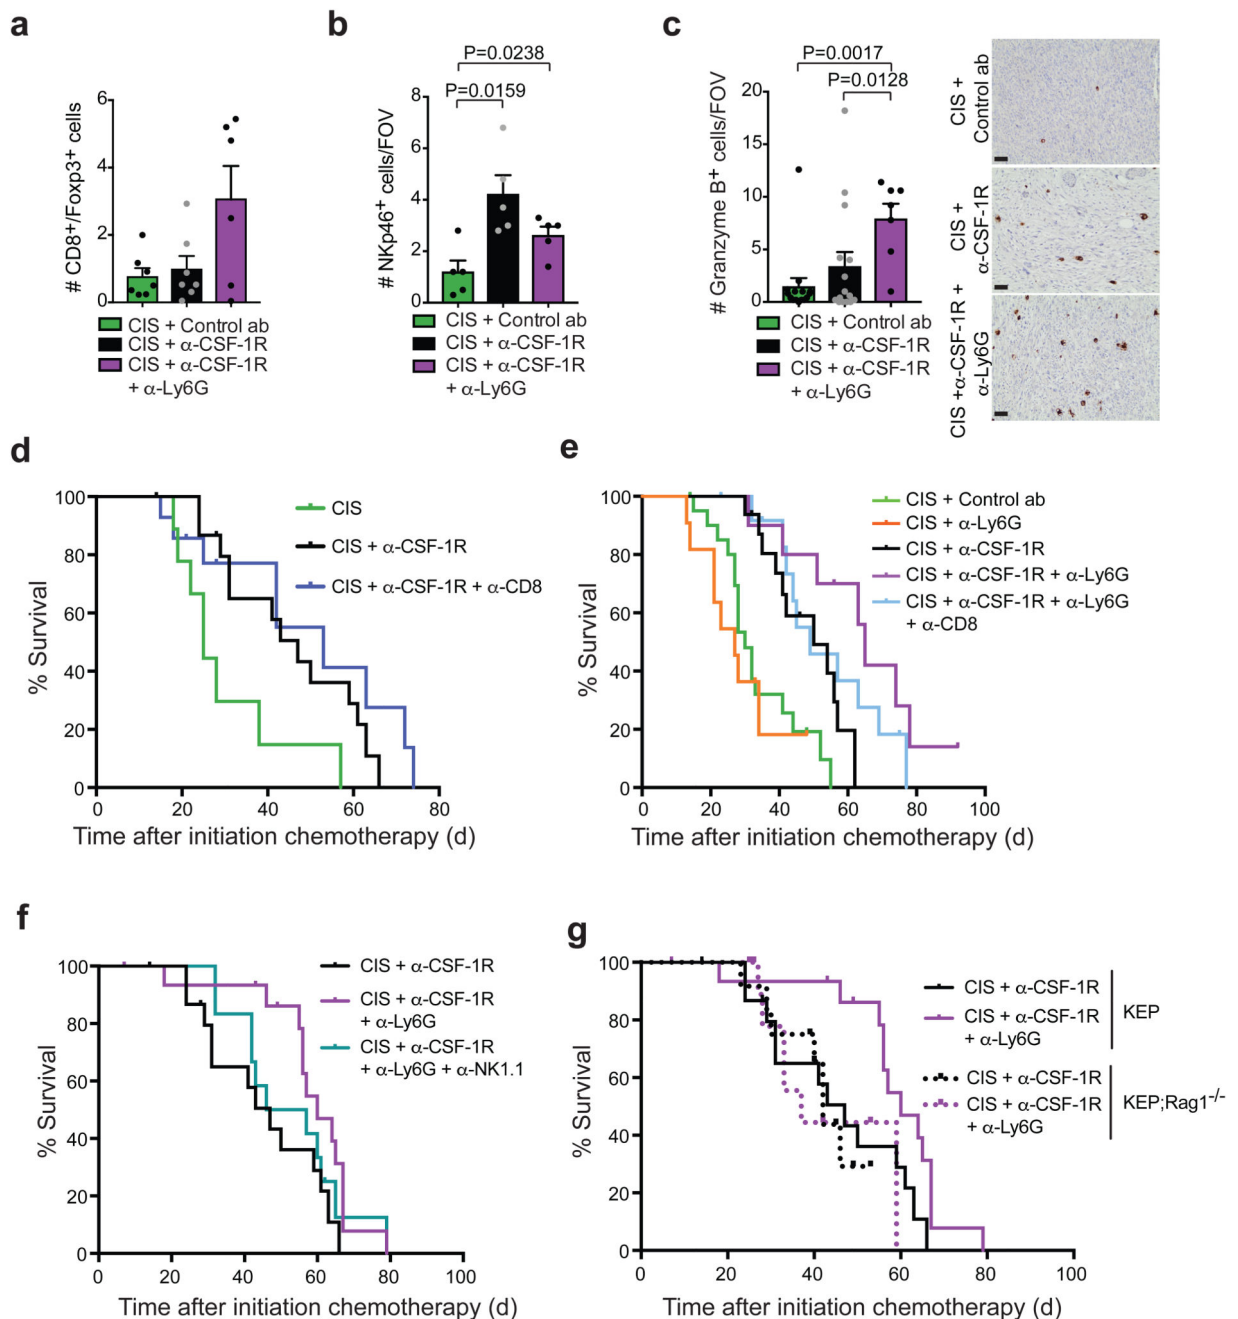 a
# CD8⁺/Foxp3⁺ cells
6
4
2
0
CIS + Control ab
CIS + α-CSF-1R
CIS + α-CSF-1R
+ α-Ly6G
b
P=0.0238
P=0.0159
# NKp46⁺ cells/FOV
8
6
4
2
0
CIS + Control ab
CIS + α-CSF-1R
CIS + α-CSF-1R
+ α-Ly6G
c
P=0.0017
P=0.0128
# Granzyme B⁺ cells/FOV
20
15
10
5
0
CIS + Control ab
CIS + α-CSF-1R
CIS + α-CSF-1R
+ α-Ly6G
CIS +
Control ab
CIS +
α-CSF-1R
CIS +α-CSF-1R +
α-Ly6G
d
% Survival
100
80
60
40
20
0
0 20 40 60 80
Time after initiation chemotherapy (d)
CIS
CIS + α-CSF-1R
CIS + α-CSF-1R + α-CD8
e
% Survival
100
80
60
40
20
0
0 20 40 60 80 100
Time after initiation chemotherapy (d)
CIS + Control ab
CIS + α-Ly6G
CIS + α-CSF-1R
CIS + α-CSF-1R + α-Ly6G
CIS + α-CSF-1R + α-Ly6G
+ α-CD8
f
% Survival
100
80
60
40
20
0
0 20 40 60 80 100
Time after initiation chemotherapy (d)
CIS + α-CSF-1R
CIS + α-CSF-1R
+ α-Ly6G
CIS + α-CSF-1R
+ α-Ly6G + α-NK1.1
g
% Survival
100
80
60
40
20
0
0 20 40 60 80 100
Time after initiation chemotherapy (d)
CIS + α-CSF-1R
CIS + α-CSF-1R
+ α-Ly6G
KEP
CIS + α-CSF-1R
CIS + α-CSF-1R
+ α-Ly6G
KEP;Rag1⁻/⁻